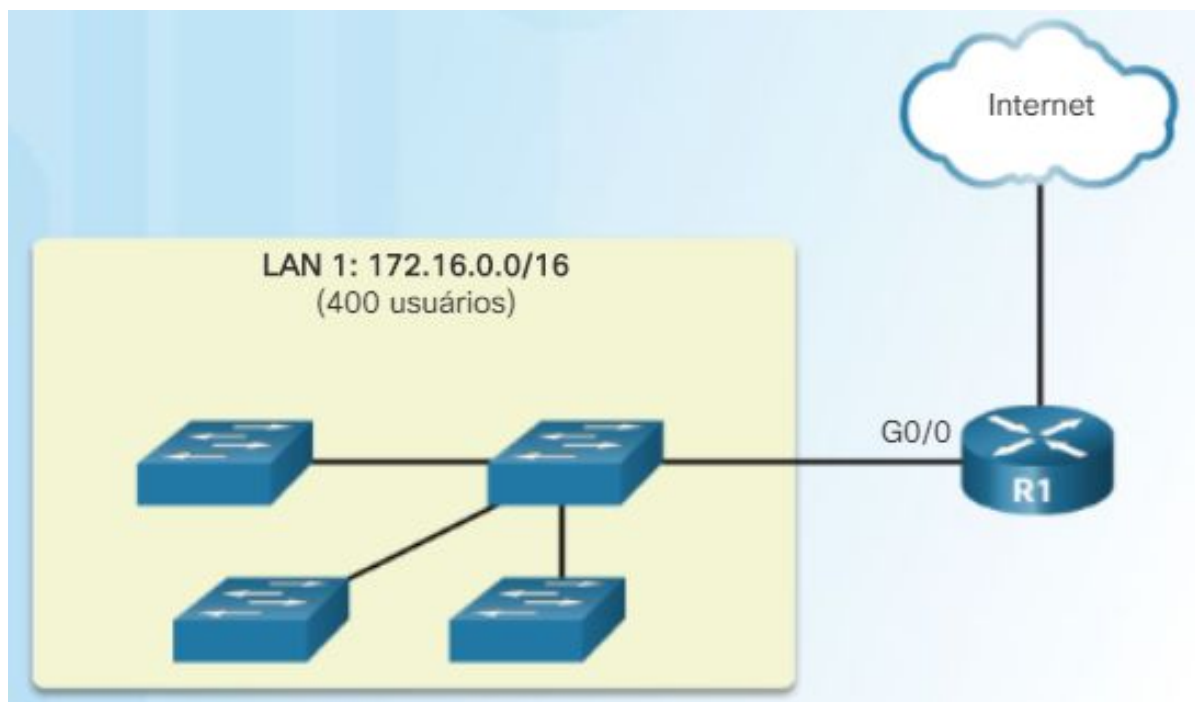 Internet
LAN 1: 172.16.0.0/16
(400 usuários)
G0/0
R1